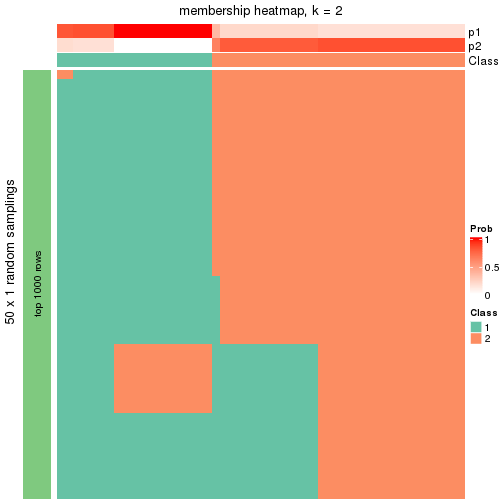 membership heatmap, k = 2
p1
p2
Class
50 x 1 random samplings
top 1000 rows
Prob
1
0.5
0
Class
1
2